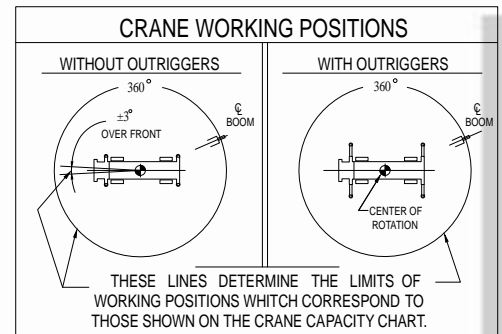 CRANE WORKING POSITIONS
WITHOUT OUTRIGGERS
360°
±3°
OVER FRONT
℄
BOOM
WITH OUTRIGGERS
360°
℄
BOOM
CENTER OF
ROTATION
THESE LINES DETERMINE THE LIMITS OF
WORKING POSITIONS WHITCH CORRESPOND TO
THOSE SHOWN ON THE CRANE CAPACITY CHART.